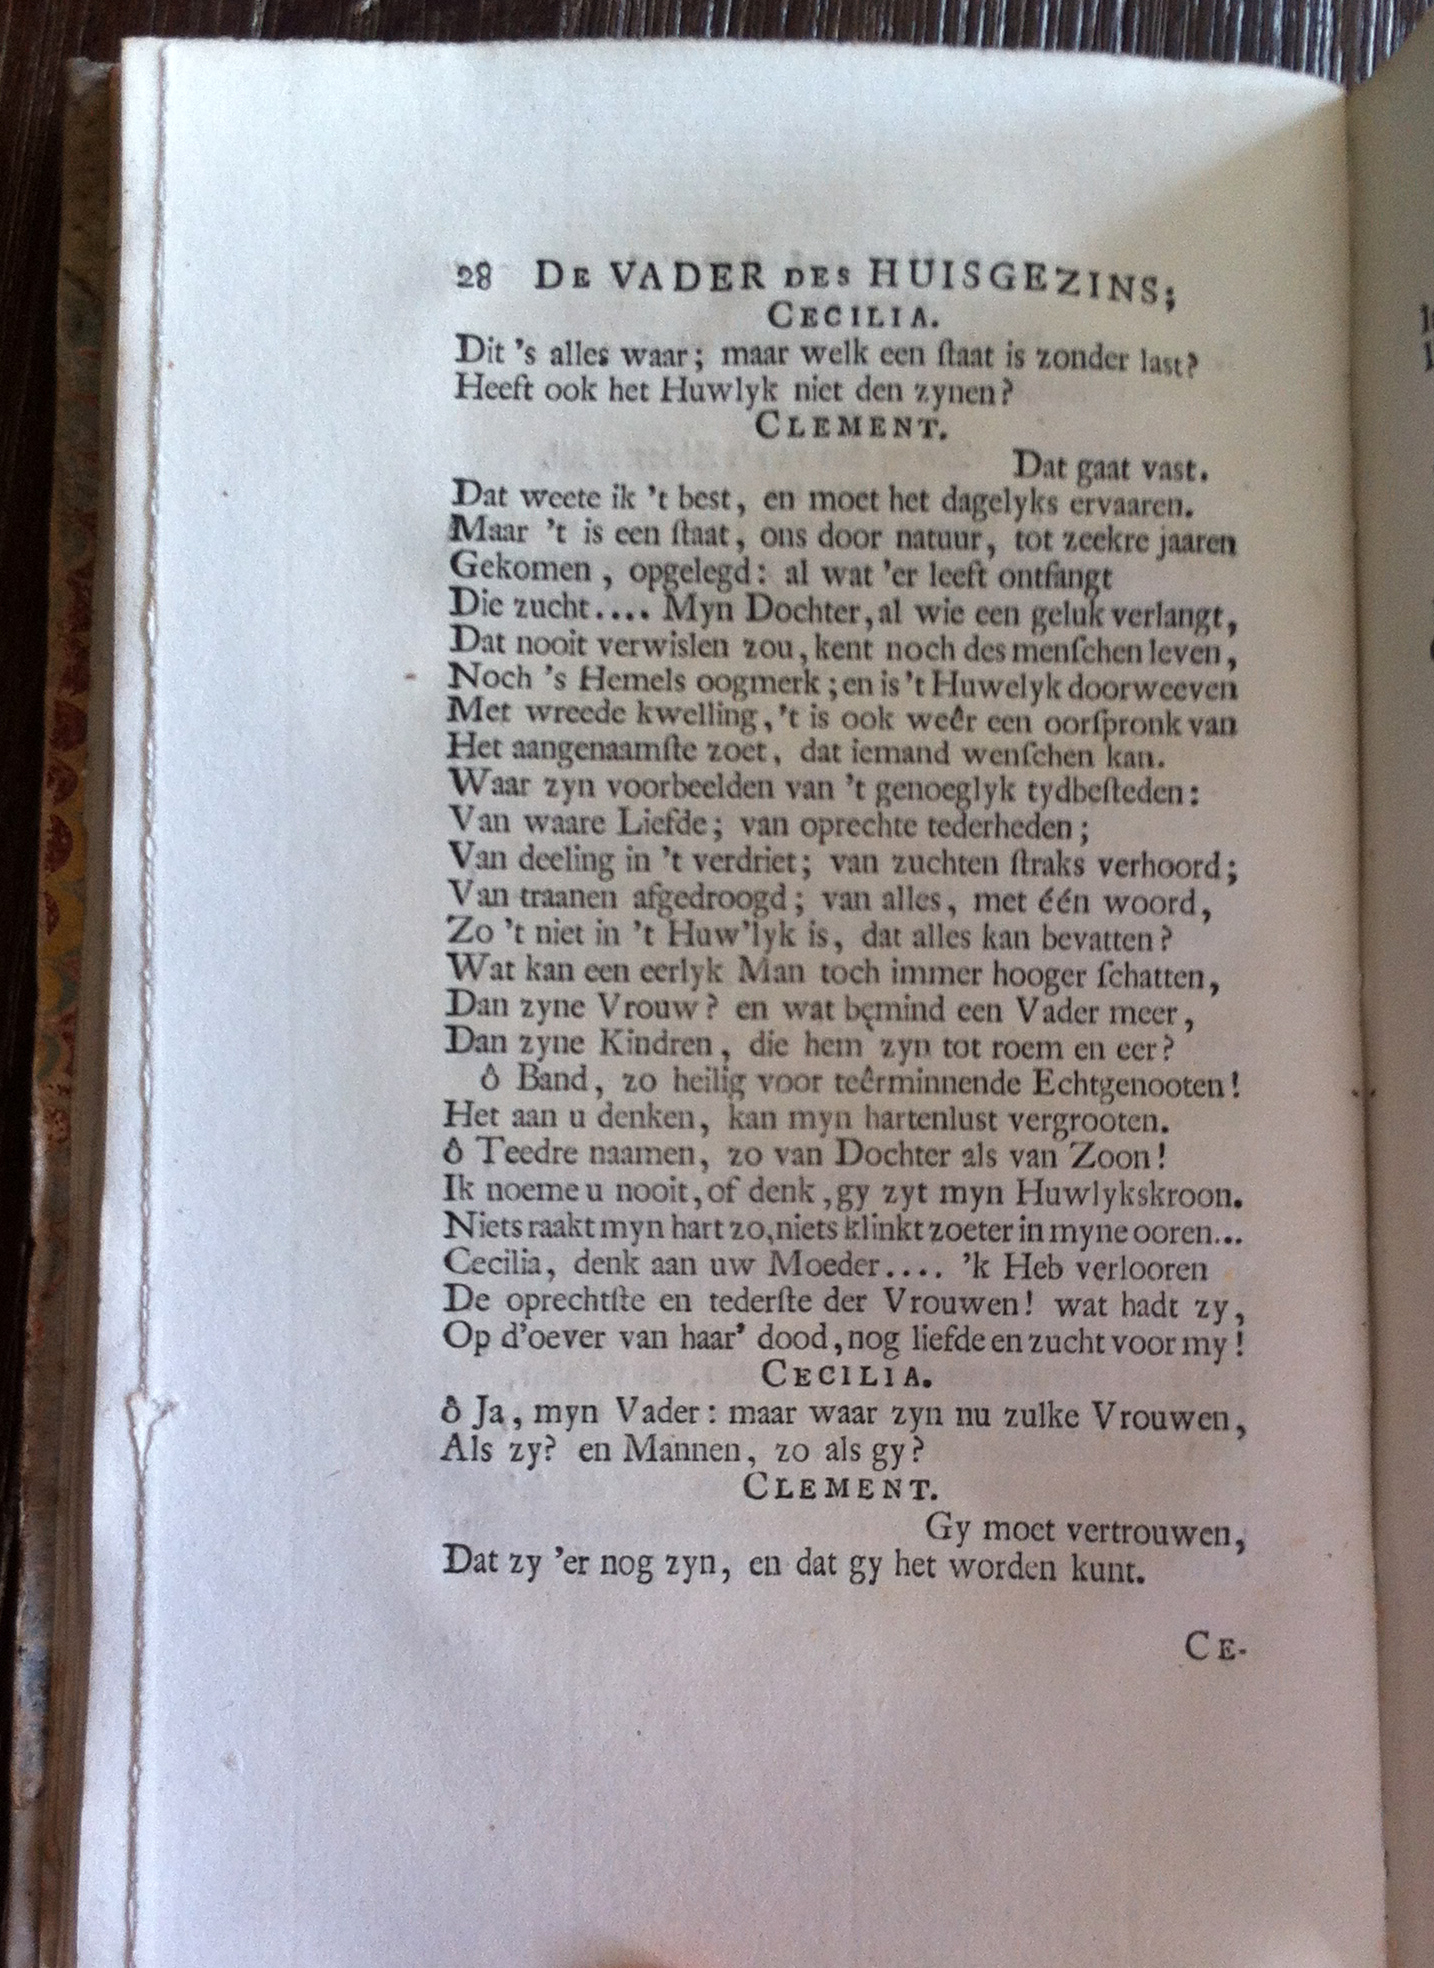 28 DE VADER DES HUISGEZINS;
CECILIA.
Dit 's alles waar; maar welk een ſtaat is zonder last?
Heeft ook het Huwlyk niet den zynen?
CLEMENT.
Dat gaat vast.
Dat weete ik 't best, en moet het dagelyks ervaaren.
Maar 't is een ſtaat, ons door natuur, tot zeekre jaaren
Gekomen, opgelegd: al wat 'er leeft ontfangt
Die zucht.... Myn Dochter, al wie een geluk verlangt,
Dat nooit verwislen zou, kent noch des menſchen leven,
Noch 's Hemels oogmerk; en is 't Huwelyk doorweeven
Met wreede kwelling, 't is ook weêr een oorſpronk van
Het aangenaamſte zoet, dat iemand wenſchen kan.
Waar zyn voorbeelden van 't genoeglyk tydbeſteden:
Van waare Liefde; van oprechte tederheden;
Van deeling in 't verdriet; van zuchten ſtraks verhoord;
Van traanen afgedroogd; van alles, met één woord,
Zo 't niet in 't Huw'lyk is, dat alles kan bevatten?
Wat kan een eerlyk Man toch immer hooger ſchatten,
Dan zyne Vrouw? en wat bemind een Vader meer,
Dan zyne Kindren, die hem zyn tot roem en eer?
ô Band, zo heilig voor teêrminnende Echtgenooten!
Het aan u denken, kan myn hartenlust vergrooten.
ô Teedre naamen, zo van Dochter als van Zoon!
Ik noeme u nooit, of denk, gy zyt myn Huwlykskroon.
Niets raakt myn hart zo, niets klinkt zoeter in myne ooren...
Cecilia, denk aan uw Moeder.... 'k Heb verlooren
De oprechtſte en tederſte der Vrouwen! wat hadt zy,
Op d'oever van haar' dood, nog liefde en zucht voor my!
CECILIA.
ô Ja, myn Vader: maar waar zyn nu zulke Vrouwen,
Als zy? en Mannen, zo als gy?
CLEMENT.
Gy moet vertrouwen,
Dat zy 'er nog zyn, en dat gy het worden kunt.
CE-